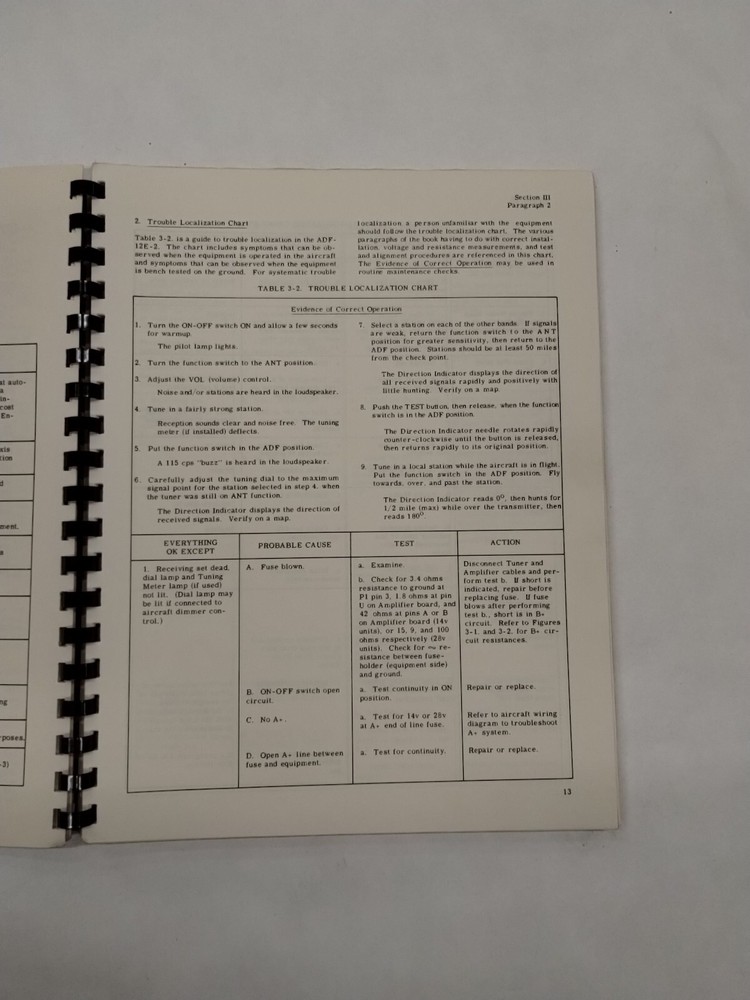 al auto-
a
in-
cost
En-
sis
tion
d
ment.
s
ng
poses,
-2)
Section III
Paragraph 2
2. Trouble Localization Chart
Table 3-2. is a guide to trouble localization in the ADF-
12E-2. The chart includes symptoms that can be ob-
served when the equipment is operated in the aircraft
and symptoms that can be observed when the equipment
is bench tested on the ground. For systematic trouble
localization a person unfamiliar with the equipment
should follow the trouble localization chart. The various
paragraphs of the book having to do with correct instal-
lation, voltage and resistance measurements, and test
and alignment procedures are referenced in this chart.
The Evidence of Correct Operation may be used in
routine maintenance checks.
TABLE 3-2. TROUBLE LOCALIZATION CHART
Evidence of Correct Operation
1. Turn the ON-OFF switch ON and allow a few seconds
for warmup.
The pilot lamp lights.
2. Turn the function switch to the ANT position.
3. Adjust the VOL (volume) control.
Noise and/or stations are heard in the loudspeaker.
4. Tune in a fairly strong station.
Reception sounds clear and noise free. The tuning
meter (if installed) deflects.
5. Put the function switch in the ADF position.
A 115 cps "buzz" is heard in the loudspeaker.
6. Carefully adjust the tuning dial to the maximum
signal point for the station selected in step 4. when
the tuner was still on ANT function.
The Direction Indicator displays the direction of
received signals. Verify on a map.
7. Select a station on each of the other bands. If signals
are weak, return the function switch to the ANT
position for greater sensitivity, then return to the
ADF position. Stations should be at least 50 miles
from the check point.
The Direction Indicator displays the direction of
all received signals rapidly and positively with
little hunting. Verify on a map.
8. Push the TEST button, then release, when the function
switch is in the ADF position.
The Direction Indicator needle rotates rapidly
counter-clockwise until the button is released,
then returns rapidly to its original position.
9. Tune in a local station while the aircraft is in flight.
Put the function switch in the ADF position. Fly
towards, over, and past the station.
The Direction Indicator reads 0°, then hunts for
1/2 mile (max) while over the transmitter, then
reads 180°.
EVERYTHING
OK EXCEPT
PROBABLE CAUSE
TEST
ACTION
1. Receiving set dead,
dial lamp and Tuning
Meter lamp (if used)
not lit. (Dial lamp may
be lit if connected to
aircraft dimmer con-
trol.)
A. Fuse blown.
a. Examine.
b. Check for 3.4 ohms
resistance to ground at
P1 pin 3, 1.8 ohms at pin
U on Amplifier board, and
42 ohms at pins A or B
on Amplifier board (14v
units), or 15, 9, and 100
ohms respectively (28v
units). Check for ∞ re-
sistance between fuse-
holder (equipment side)
and ground.
Disconnect Tuner and
Amplifier cables and per-
form test b. If short is
indicated, repair before
replacing fuse. If fuse
blows after performing
test b., short is in B+
circuit. Refer to Figures
3-1, and 3-2, for B+ cir-
cuit resistances.
B. ON-OFF switch open
circuit.
a. Test continuity in ON
position.
Repair or replace.
C. No A+.
a. Test for 14v or 28v
at A+ end of line fuse.
Refer to aircraft wiring
diagram to troubleshoot
A+ system.
D. Open A+ line between
fuse and equipment.
a. Test for continuity.
Repair or replace.
13